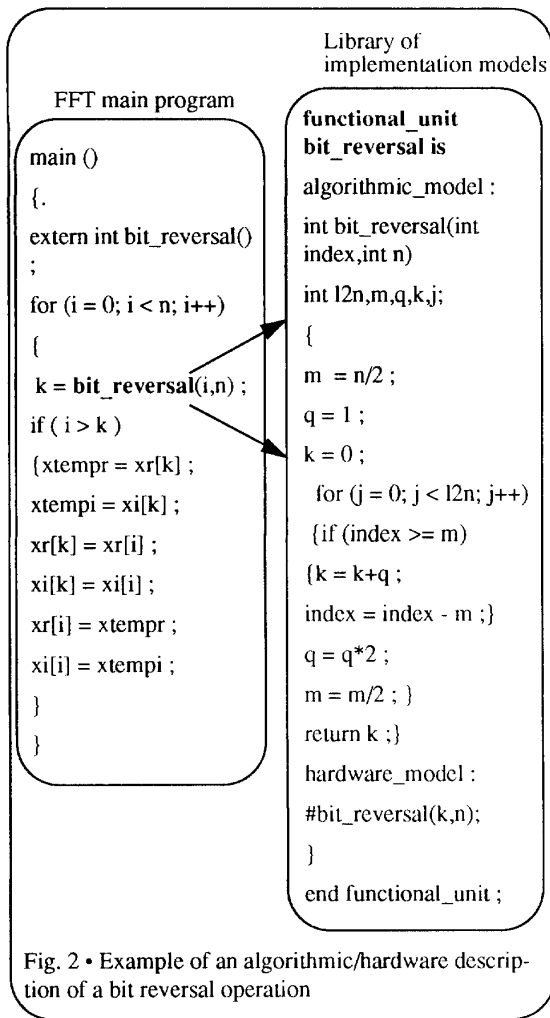 FFT main program
main ()
{.
extern int bit_reversal()
;
for (i = 0; i < n; i++)
{
k = bit_reversal(i,n) ;
if ( i > k )
{xtempr = xr[k] ;
xtempi = xi[k] ;
xr[k] = xr[i] ;
xi[k] = xi[i] ;
xr[i] = xtempr ;
xi[i] = xtempi ;
}
}
Library of
implementation models
functional_unit
bit_reversal is
algorithmic_model :
int bit_reversal(int
index,int n)
int l2n,m,q,k,j;
{
m = n/2 ;
q = 1 ;
k = 0 ;
for (j = 0; j < l2n; j++)
{if (index >= m)
{k = k+q ;
index = index - m ;}
q = q*2 ;
m = m/2 ; }
return k ;}
hardware_model :
#bit_reversal(k,n);
}
end functional_unit ;
Fig. 2 • Example of an algorithmic/hardware descrip-
tion of a bit reversal operation